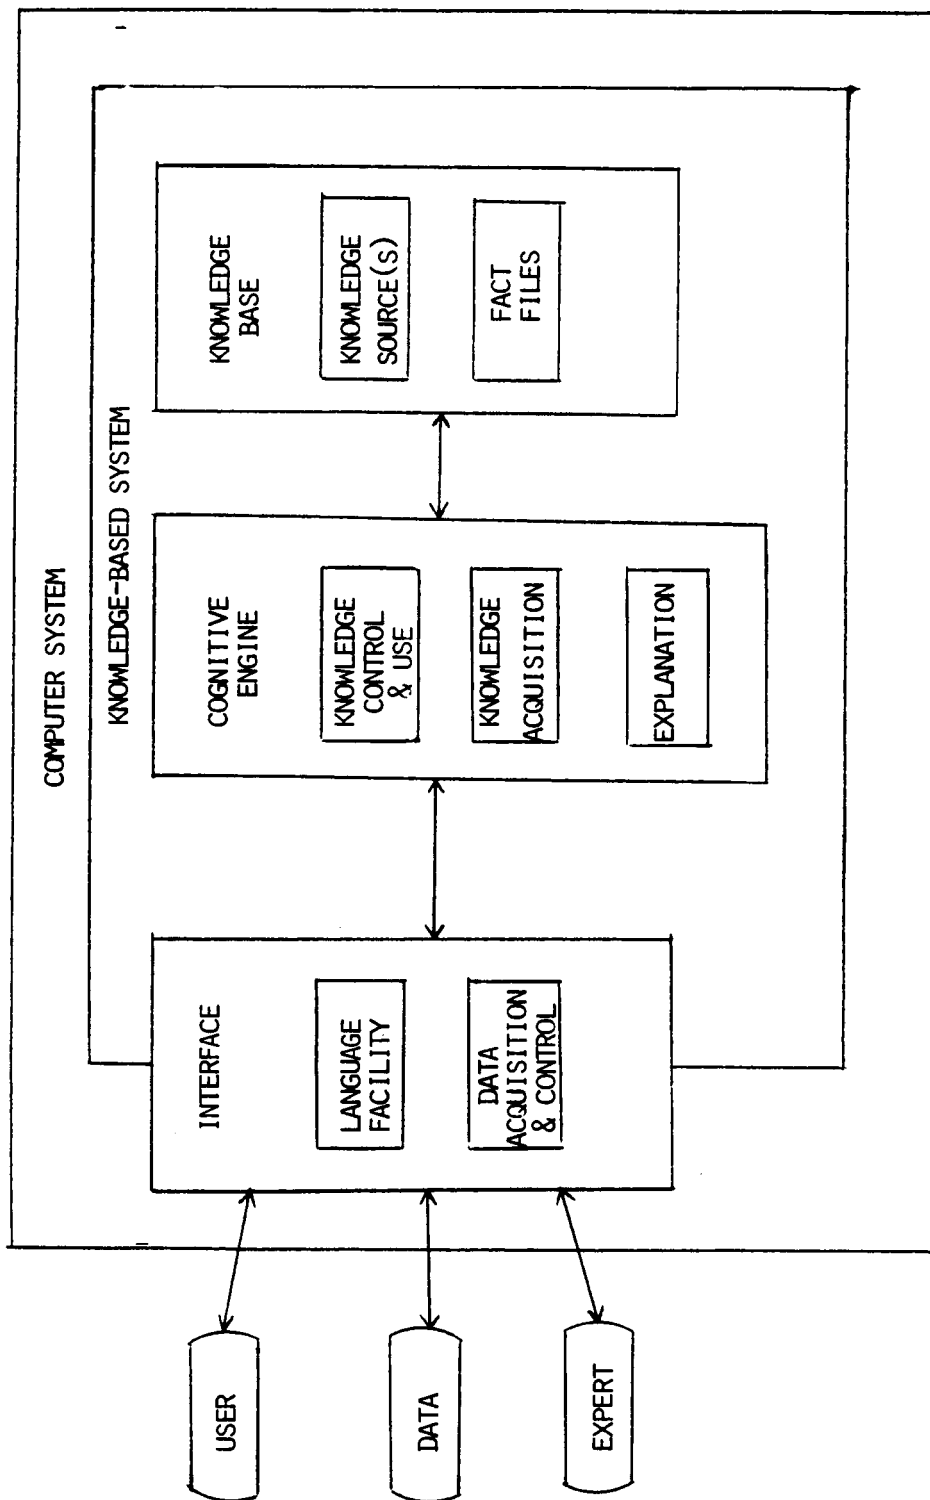 COMPUTER SYSTEM
KNOWLEDGE-BASED SYSTEM
USER
DATA
EXPERT
INTERFACE
LANGUAGE
FACILITY
DATA
ACQUISITION
& CONTROL
COGNITIVE
ENGINE
KNOWLEDGE
CONTROL
& USE
KNOWLEDGE
ACQUISITION
EXPLANATION
KNOWLEDGE
BASE
KNOWLEDGE
SOURCE(S)
FACT
FILES